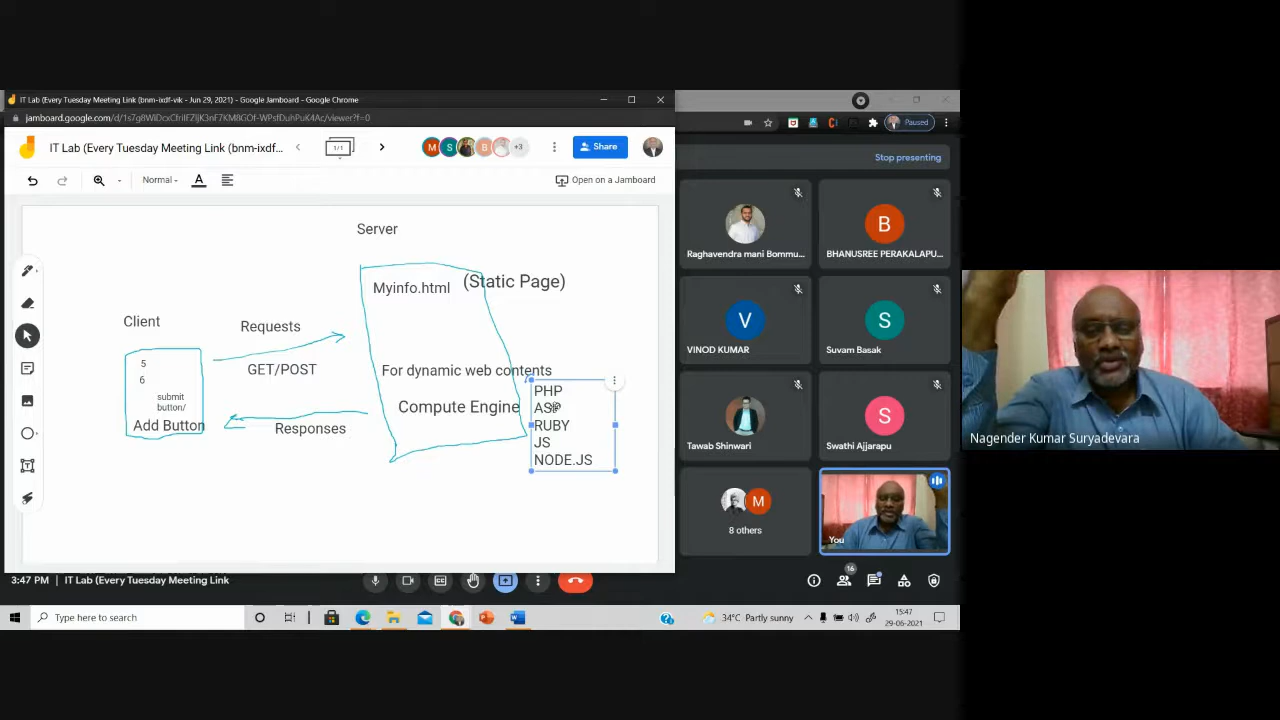 IT Lab (Every Tuesday Meeting Link (bnm-ixdf-vik - Jun 29, 2021) - Google Jamboard - Google Chrome
IT Lab (Every Tuesday Meeting Link (bnm-ixdf...
1/1
+3
Share
Normal
Open on a Jamboard
Server
Myinfo.html
(Static Page)
Client
Requests
GET/POST
5
6
submit
button/
Add Button
Responses
For dynamic web contents
Compute Engine
PHP
ASP
RUBY
JS
NODE.JS
Paused
Stop presenting
Raghavendra mani Bommu...
B
BHANUSREE PERAKALAPU...
V
VINOD KUMAR
S
Suvam Basak
Tawab Shinwari
S
Swathi Ajjarapu
M
8 others
You
Nagender Kumar Suryadevara
3:47 PM | IT Lab (Every Tuesday Meeting Link
16
Type here to search
34°C Partly sunny
15:47
29-06-2021